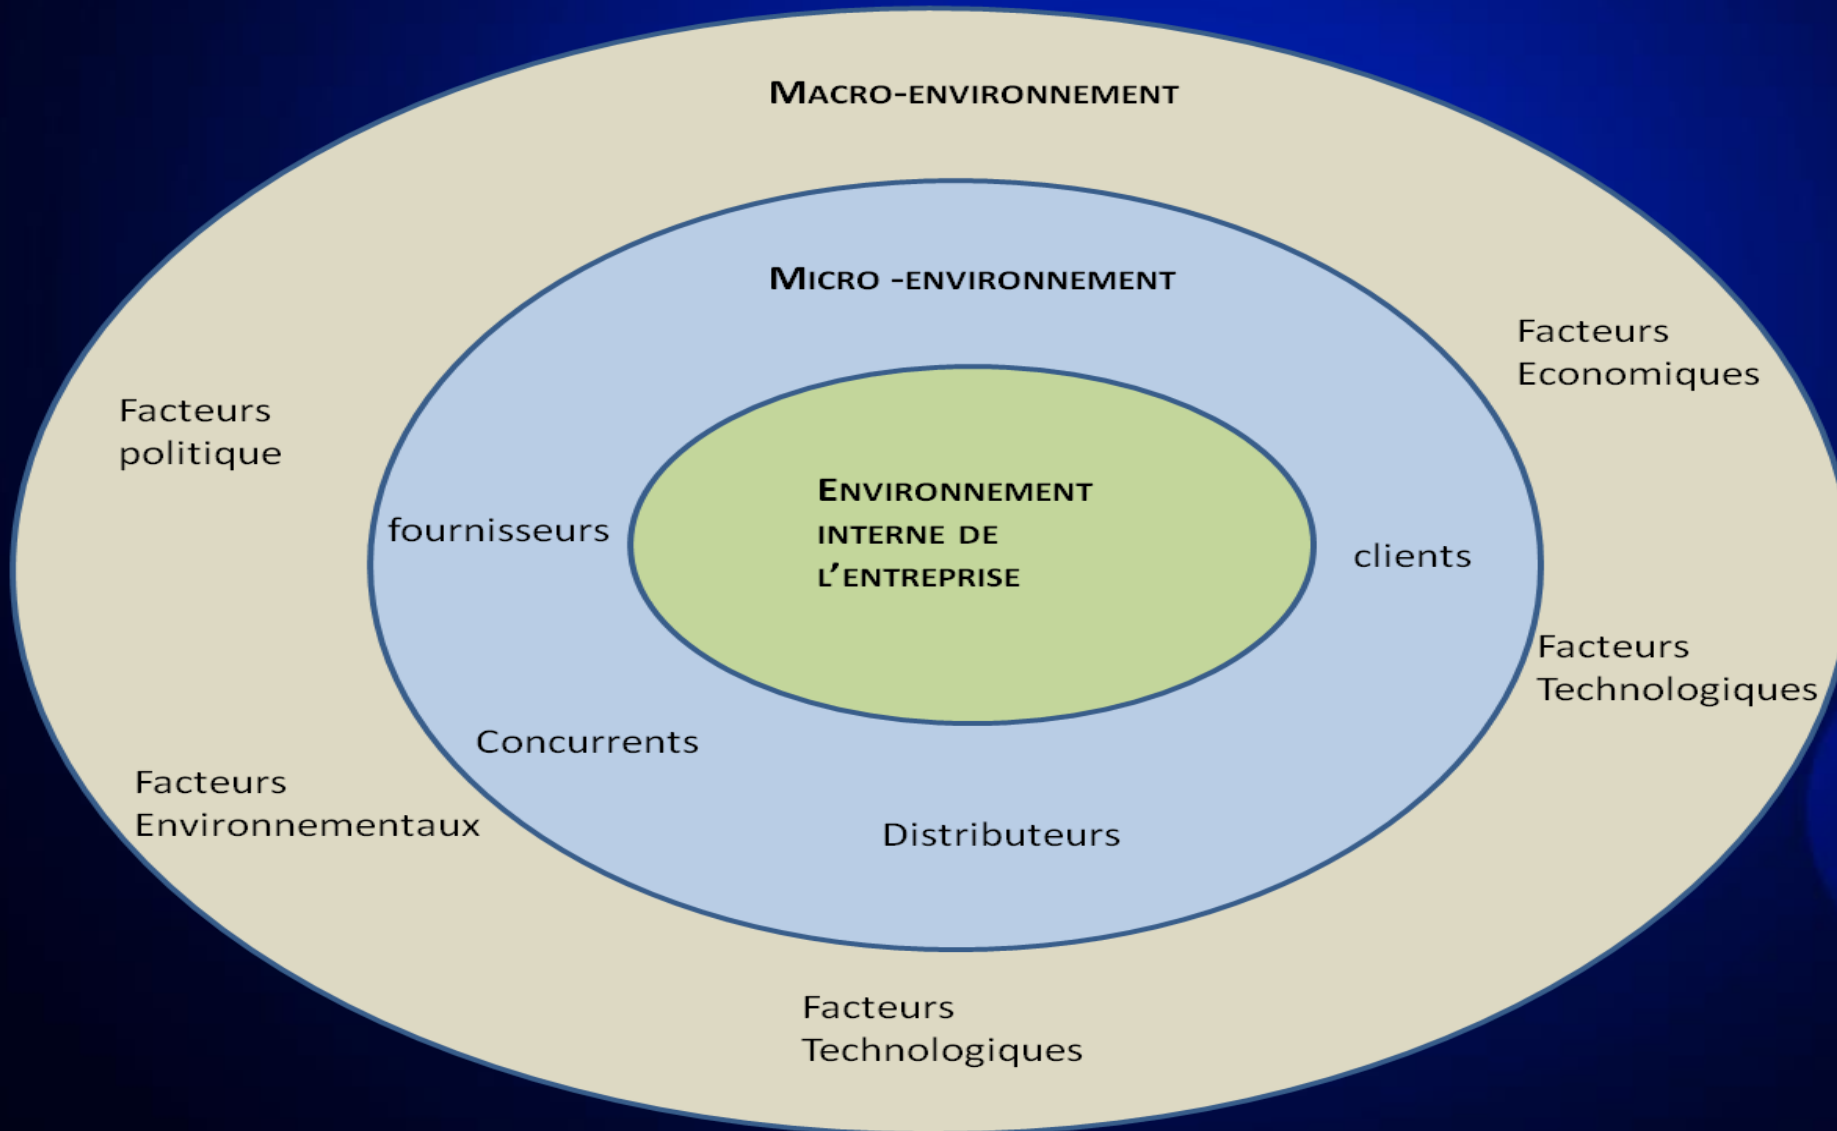 MACRO-ENVIRONNEMENT
MICRO -ENVIRONNEMENT
Facteurs
Economiques
Facteurs
politique
ENVIRONNEMENT
INTERNE DE
L’ENTREPRISE
fournisseurs
clients
Facteurs
Technologiques
Concurrents
Facteurs
Environnementaux
Distributeurs
Facteurs
Technologiques